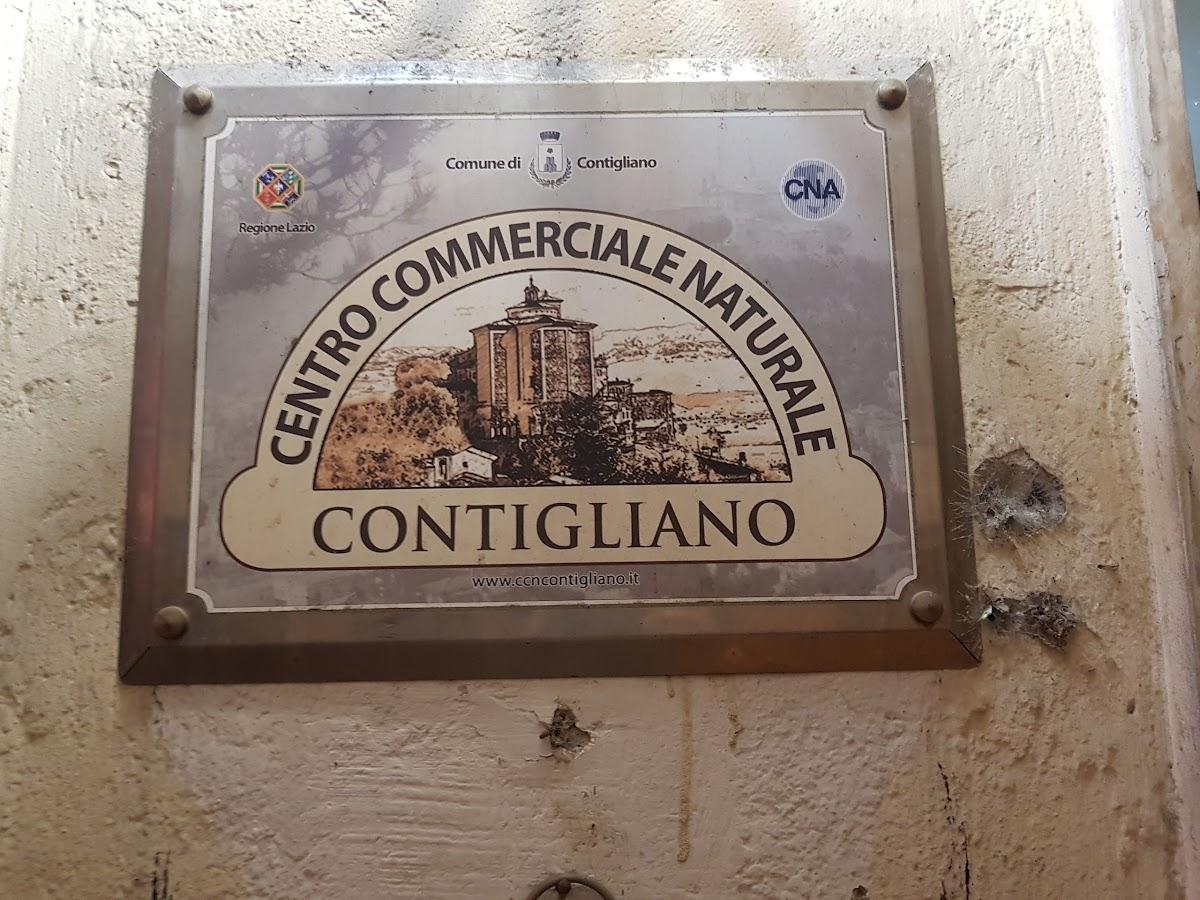 Comune di Contigliano
Regione Lazio
CNA
CENTRO COMMERCIALE NATURALE
CONTIGLIANO
www.ccncontigliano.it